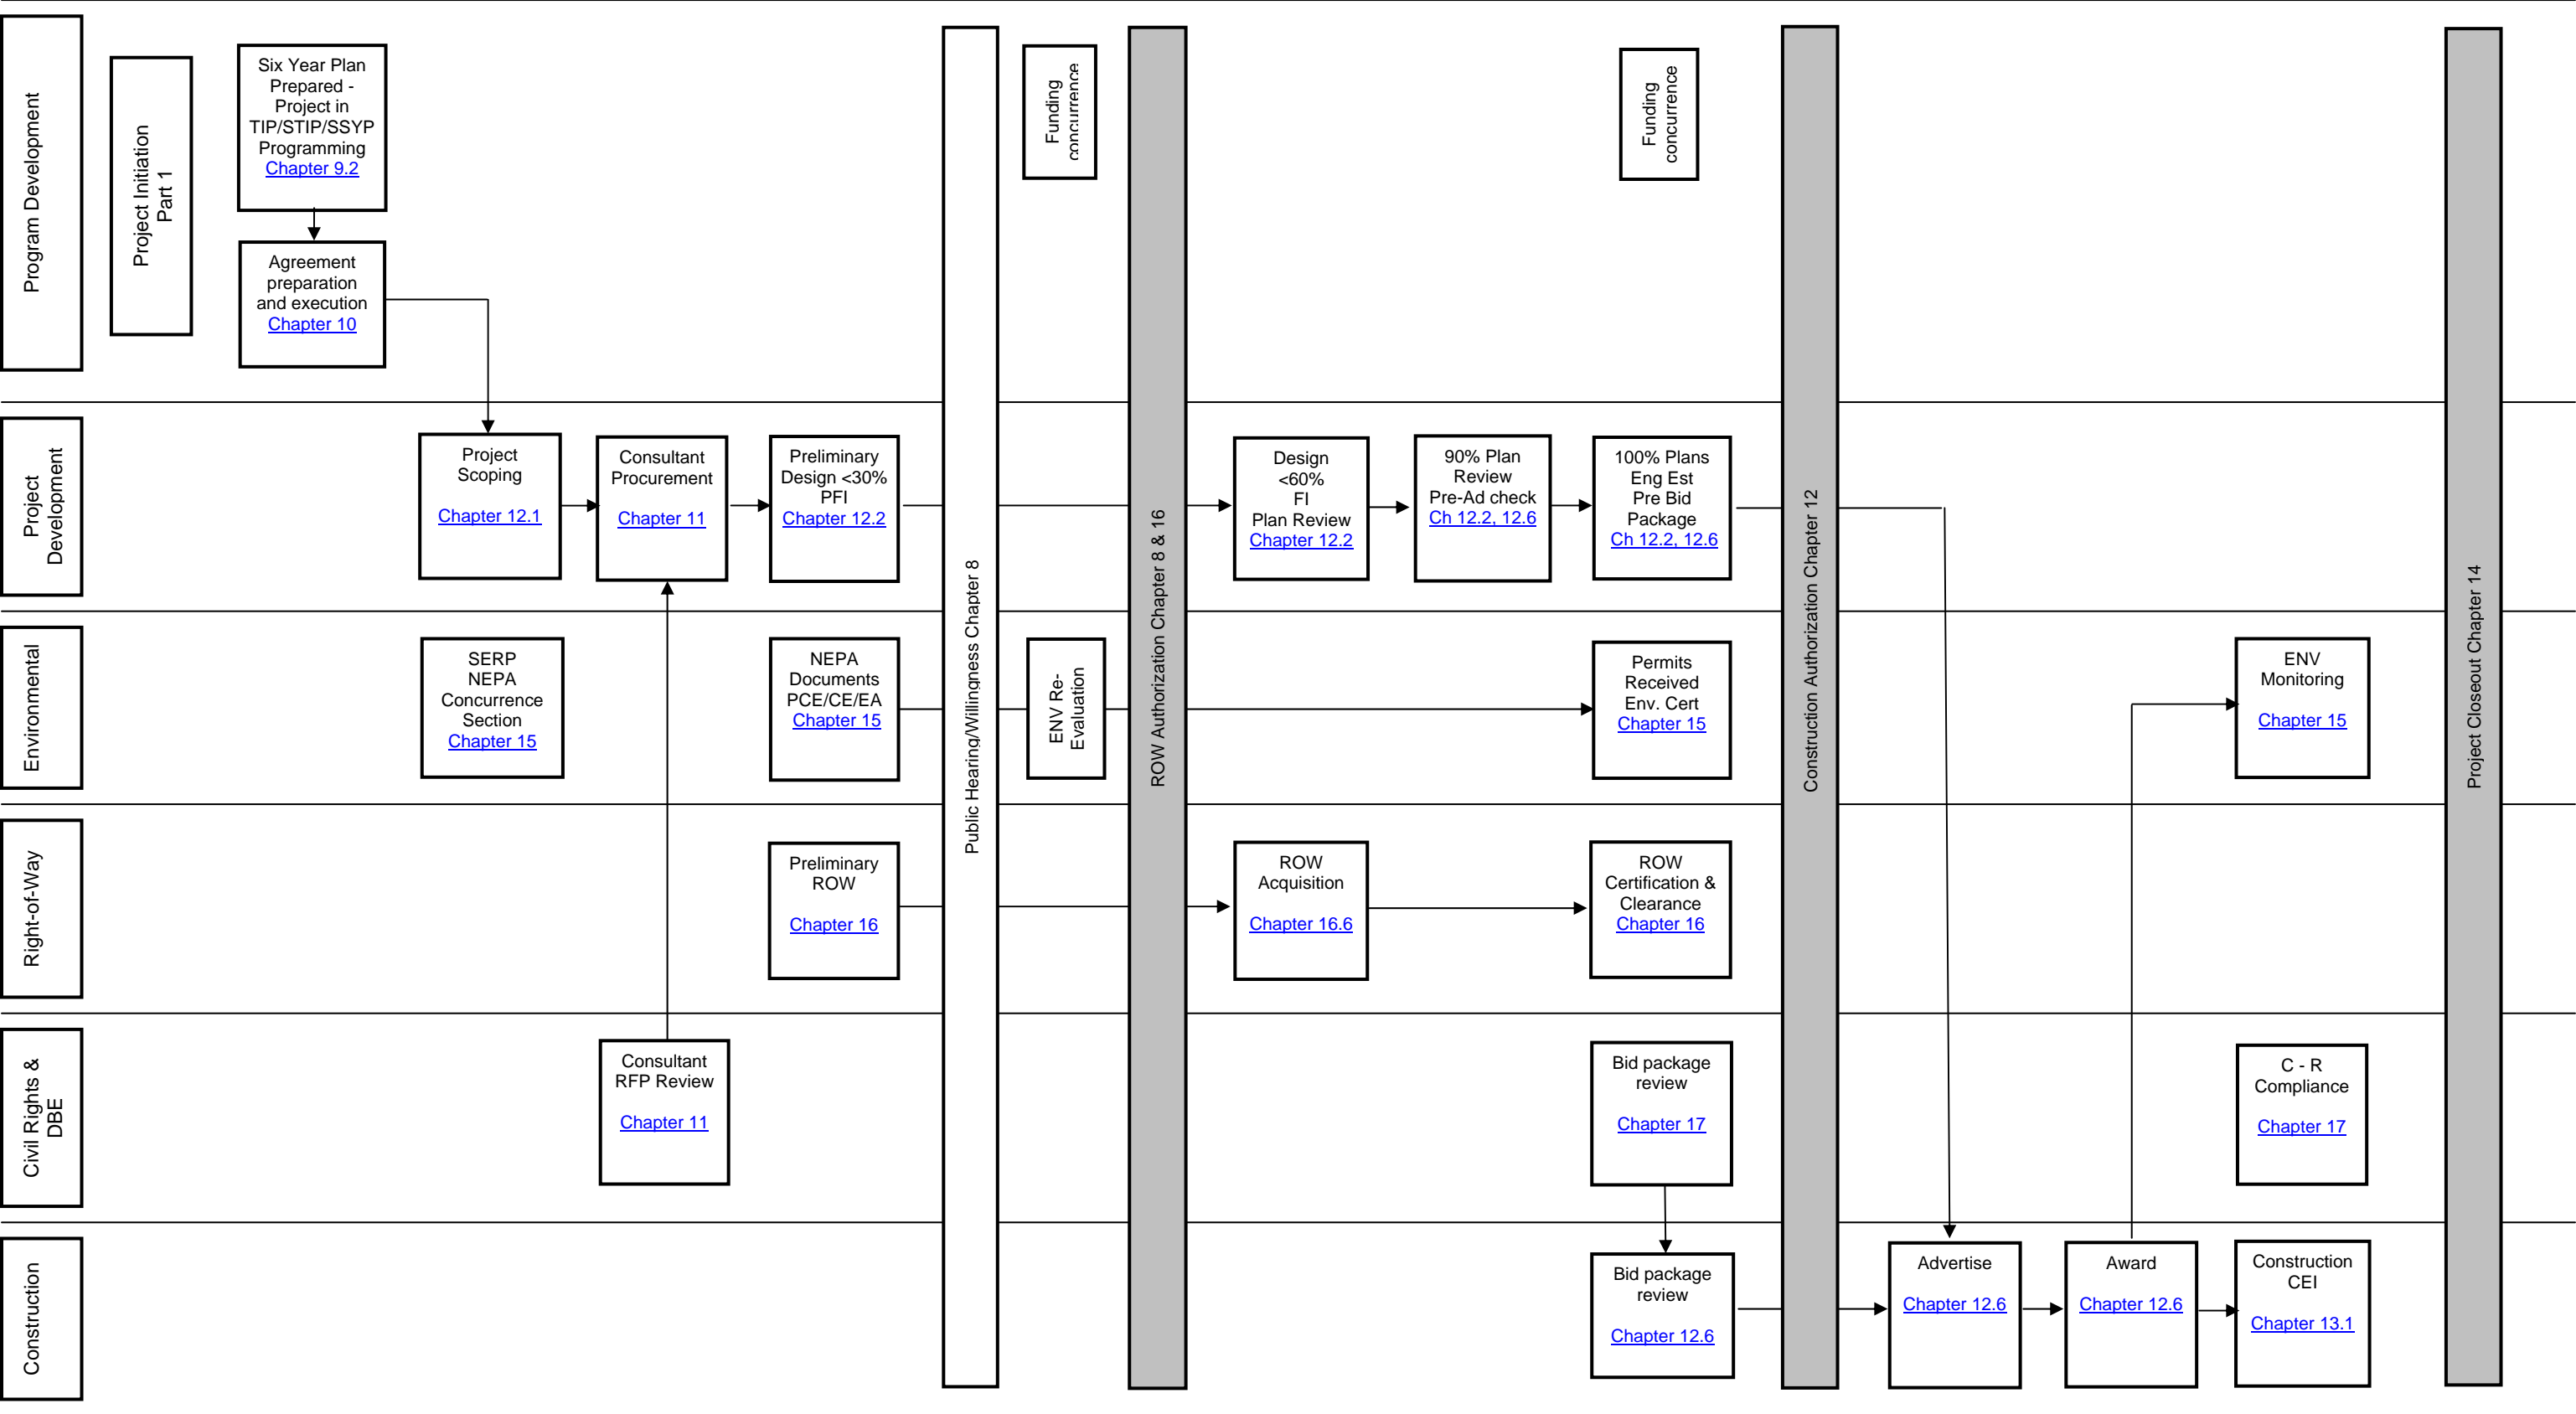 Program Development
Project Initiation
Part 1
Six Year Plan
Prepared -
Project in
TIP/STIP/SSYP
Programming
Chapter 9.2
Agreement
preparation
and execution
Chapter 10
Funding
concurrence
Funding
concurrence
Project
Development
Project
Scoping
Chapter 12.1
Consultant
Procurement
Chapter 11
Preliminary
Design <30%
PFI
Chapter 12.2
Public Hearing/Willingness Chapter 8
ROW Authorization Chapter 8 & 16
Design
<60%
FI
Plan Review
Chapter 12.2
90% Plan
Review
Pre-Ad check
Ch 12.2, 12.6
100% Plans
Eng Est
Pre Bid
Package
Ch 12.2, 12.6
Construction Authorization Chapter 12
Project Closeout Chapter 14
Environmental
SERP
NEPA
Concurrence
Section
Chapter 15
NEPA
Documents
PCE/CE/EA
Chapter 15
ENV Re-
Evaluation
Permits
Received
Env. Cert
Chapter 15
ENV
Monitoring
Chapter 15
Right-of-Way
Preliminary
ROW
Chapter 16
ROW
Acquisition
Chapter 16.6
ROW
Certification &
Clearance
Chapter 16
Civil Rights &
DBE
Consultant
RFP Review
Chapter 11
Bid package
review
Chapter 17
C - R
Compliance
Chapter 17
Construction
Bid package
review
Chapter 12.6
Advertise
Chapter 12.6
Award
Chapter 12.6
Construction
CEI
Chapter 13.1